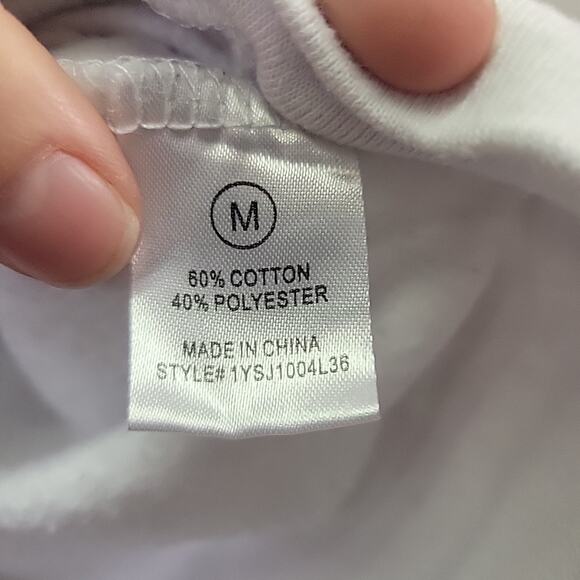 M
60% COTTON
40% POLYESTER
MADE IN CHINA
STYLE# 1YSJ1004L36